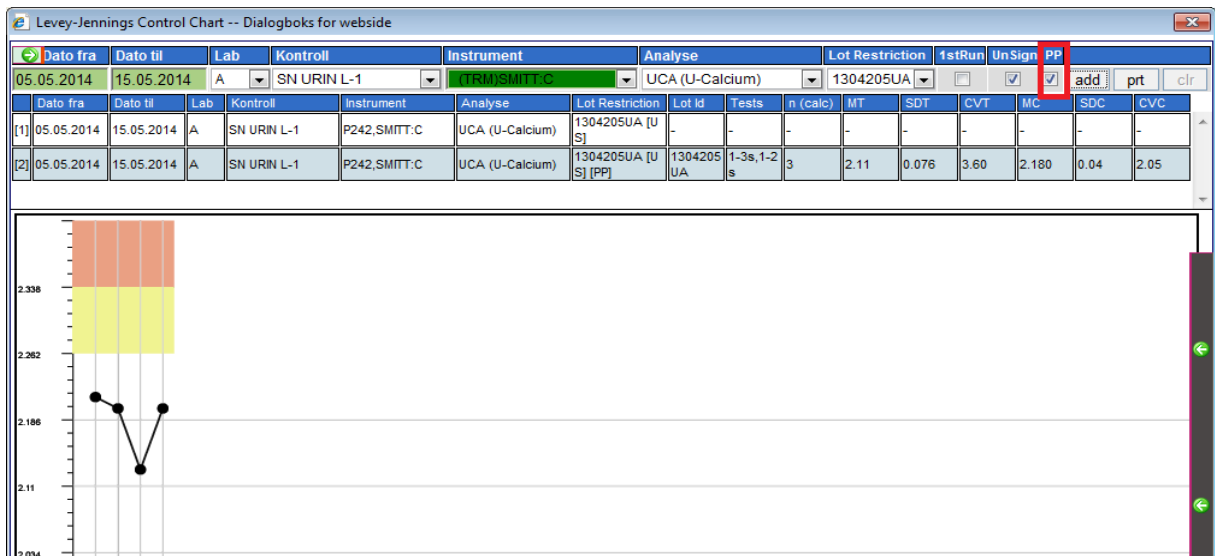 Levey-Jennings Control Chart -- Dialogboks for webside
Dato fra Dato til Lab Kontroll Instrument Analyse Lot Restriction 1stRun UnSign PP
05.05.2014 15.05.2014 A SN URIN L-1 (TRM)SMITT:C UCA (U-Calcium) 1304205UA add prt clr
Dato fra Dato til Lab Kontroll Instrument Analyse Lot Restriction Lot Id Tests n (calc) MT SDT CVT MC SDC CVC
[1] 05.05.2014 15.05.2014 A SN URIN L-1 P242,SMITT:C UCA (U-Calcium) 1304205UA [U - - - - - - - - -
S]
[2] 05.05.2014 15.05.2014 A SN URIN L-1 P242,SMITT:C UCA (U-Calcium) 1304205UA [U 1304205 1-3s,1-2 3 2.11 0.076 3.60 2.180 0.04 2.05
S] [PP] UA s
2.338
2.262
2.186
2.11
2.034